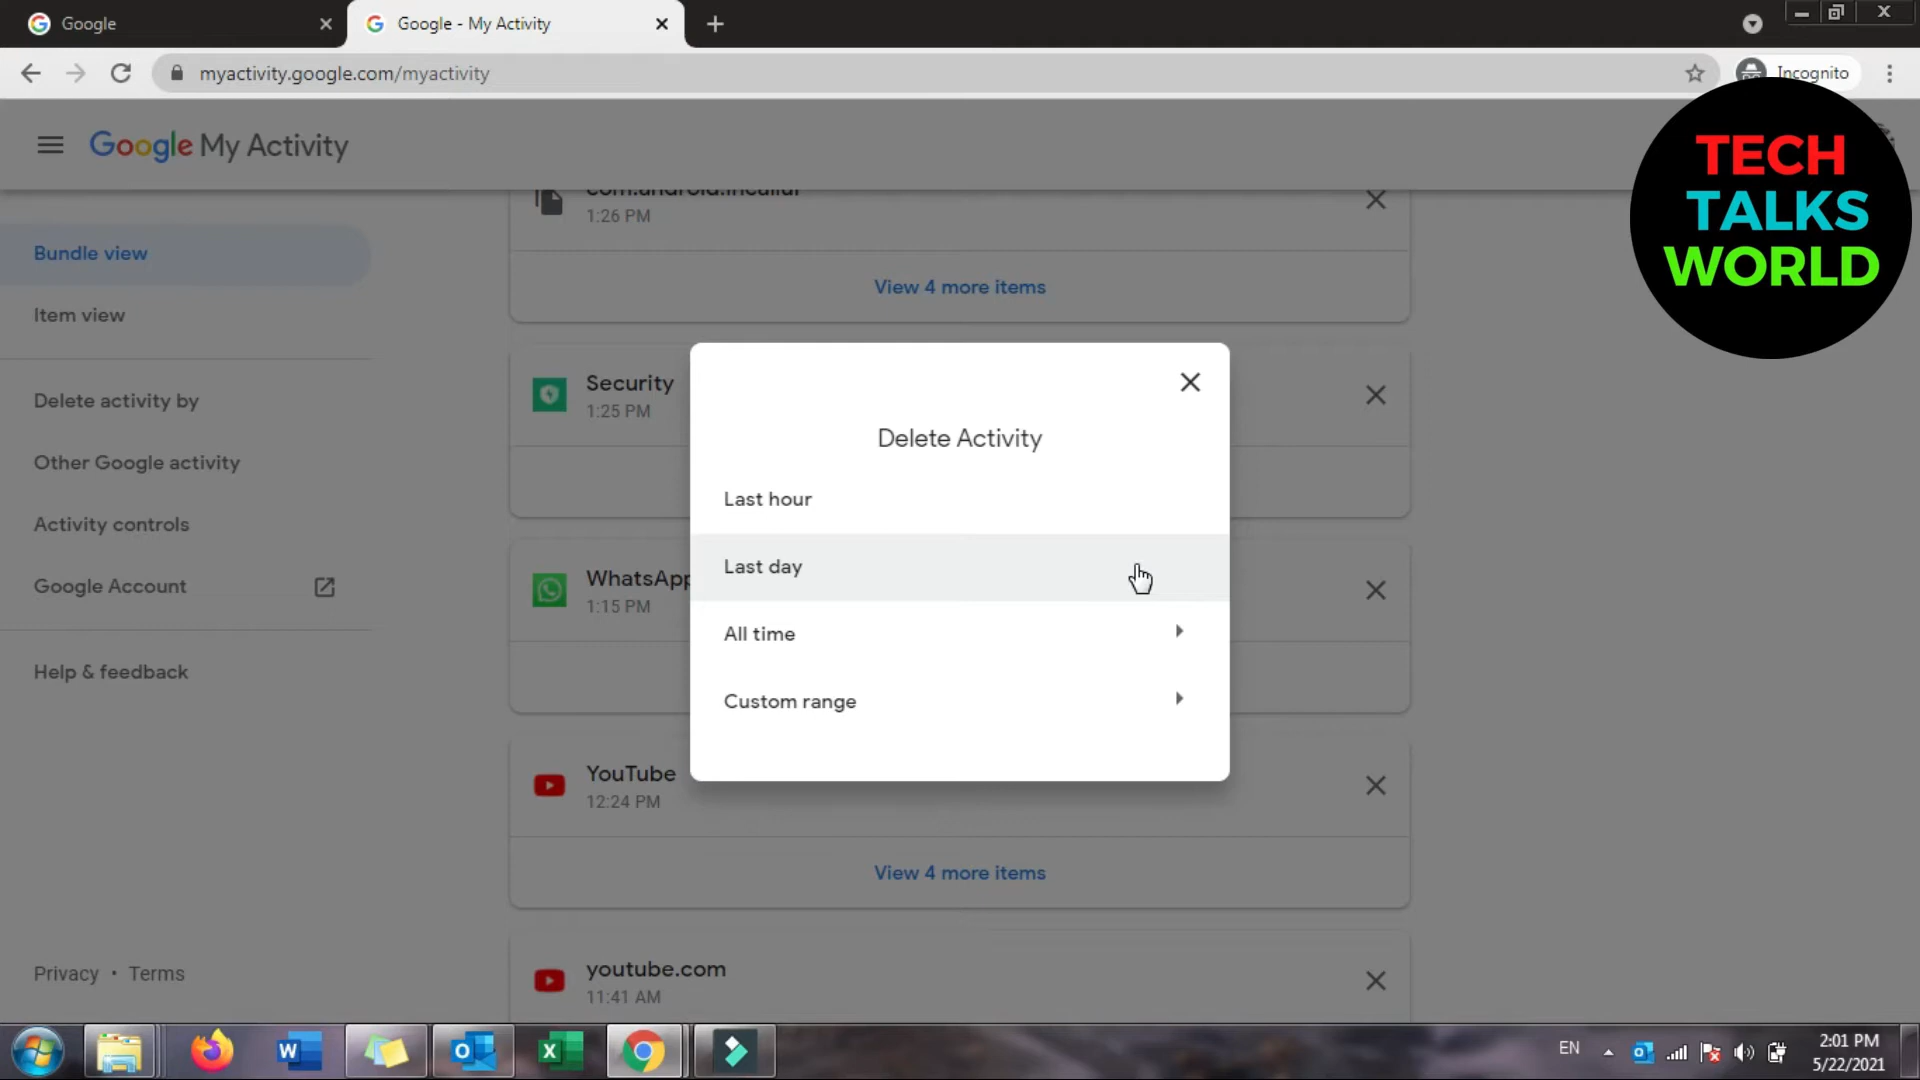 Google
Google - My Activity
myactivity.google.com/myactivity
Incognito
Google My Activity
TECH
TALKS
WORLD
Bundle view
Item view
Delete activity by
Other Google activity
Activity controls
Google Account
Help & feedback
Privacy • Terms
1:26 PM
View 4 more items
Security
1:25 PM
WhatsApp
1:15 PM
YouTube
12:24 PM
View 4 more items
youtube.com
11:41 AM
Delete Activity
Last hour
Last day
All time
Custom range
EN
2:01 PM
5/22/2021